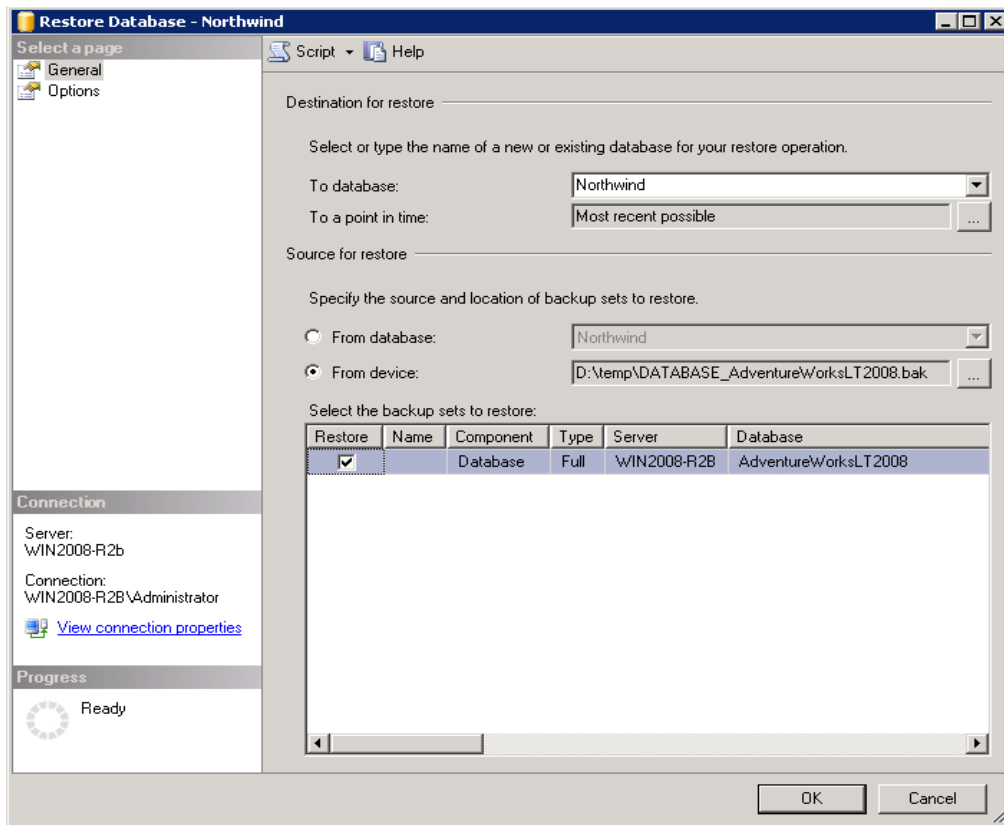 Restore Database - Northwind
Select a page
General
Options
Script
Help
Destination for restore
Select or type the name of a new or existing database for your restore operation.
To database:
Northwind
To a point in time:
Most recent possible
...
Source for restore
Specify the source and location of backup sets to restore.
From database:
Northwind
From device:
D:\temp\DATABASE_AdventureWorksLT2008.bak
...
Select the backup sets to restore:
Restore Name Component Type Server Database
Database Full WIN2008-R2B AdventureWorksLT2008
Connection
Server:
WIN2008-R2b
Connection:
WIN2008-R2B\Administrator
View connection properties
Progress
Ready
OK
Cancel